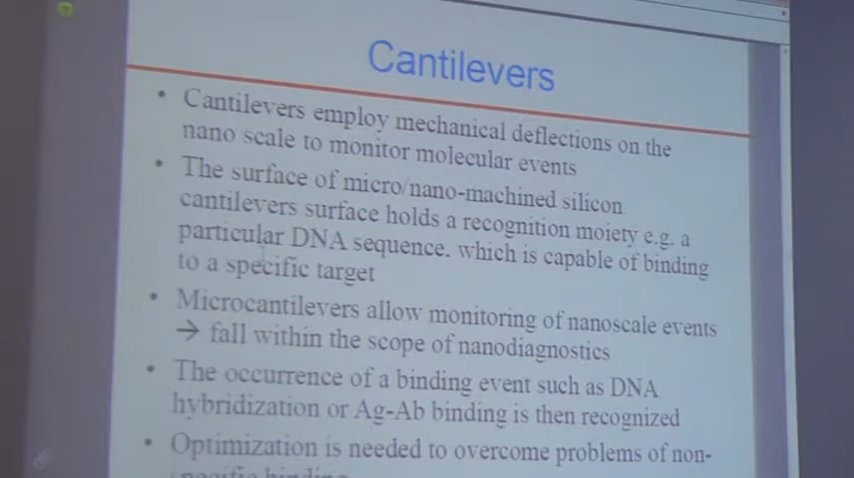 Cantilevers
• Cantilevers employ mechanical deflections on the
nano scale to monitor molecular events
• The surface of micro/nano-machined silicon
cantilevers surface holds a recognition moiety e.g. a
particular DNA sequence. which is capable of binding
to a specific target
• Microcantilevers allow monitoring of nanoscale events
→ fall within the scope of nanodiagnostics
• The occurrence of a binding event such as DNA
hybridization or Ag-Ab binding is then recognized
• Optimization is needed to overcome problems of non-
specific binding